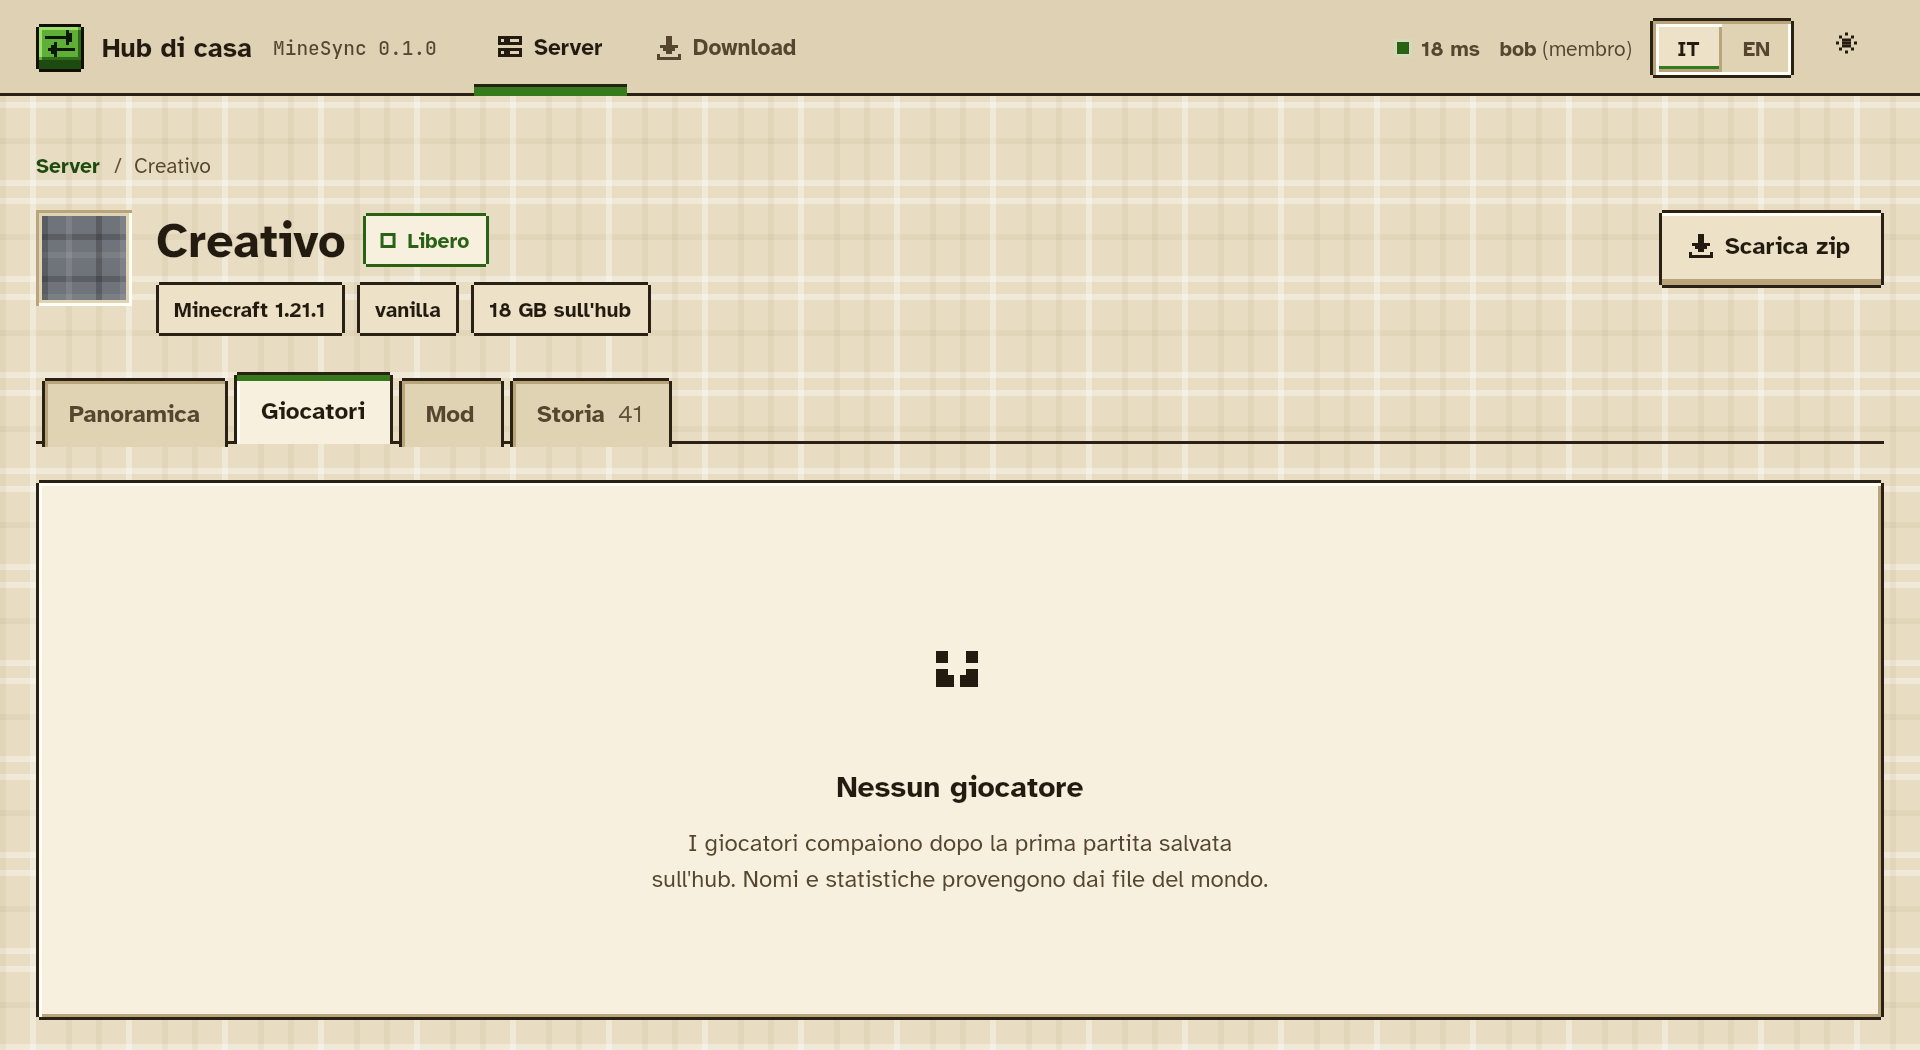 Hub di casa MineSync 0.1.0 Server Download 18 ms bob (membro) IT EN
Server / Creativo
Creativo Libero Scarica zip
Minecraft 1.21.1 vanilla 18 GB sull'hub
Panoramica Giocatori Mod Storia 41
Nessun giocatore
I giocatori compaiono dopo la prima partita salvata
sull'hub. Nomi e statistiche provengono dai file del mondo.